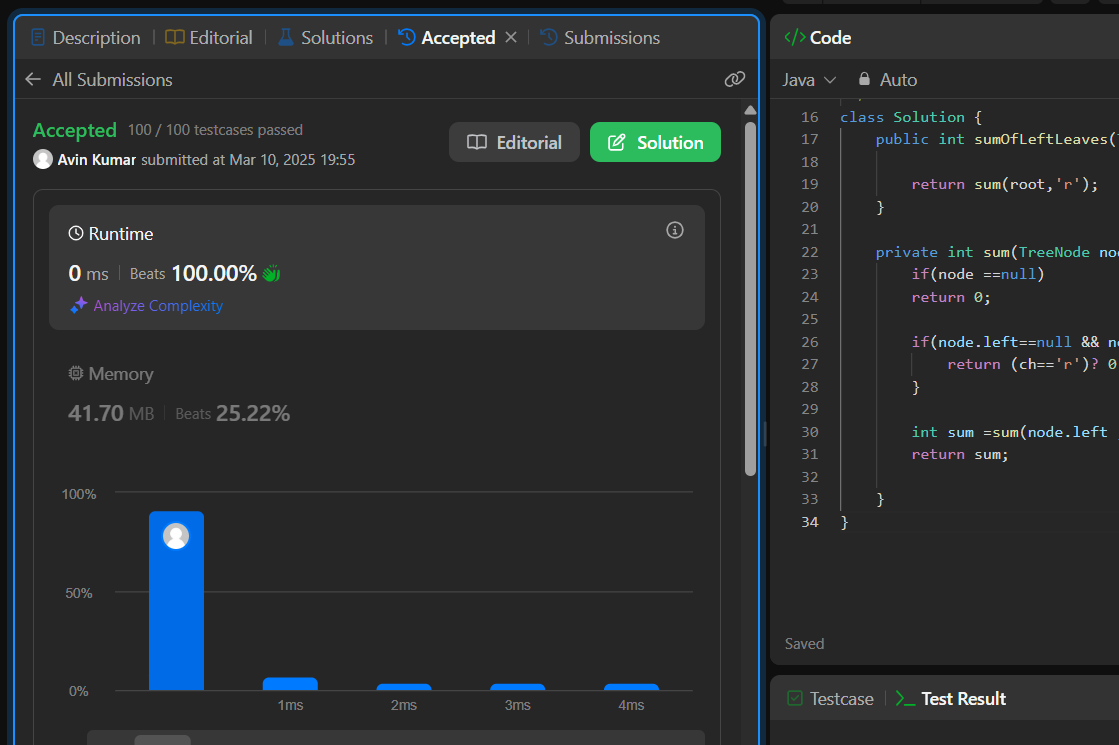 Description Editorial Solutions Accepted Submissions
All Submissions
Accepted 100 / 100 testcases passed
Avin Kumar submitted at Mar 10, 2025 19:55
Editorial
Solution
Runtime
0 ms Beats 100.00%
Analyze Complexity
Memory
41.70 MB Beats 25.22%
100%
50%
0%
1ms 2ms 3ms 4ms
</> Code
Java Auto
16 class Solution {
17 public int sumOfLeftLeaves(
18
19 return sum(root,'r');
20 }
21
22 private int sum(TreeNode no
23 if(node ==null)
24 return 0;
25
26 if(node.left==null && n
27 return (ch=='r')? 0
28 }
29
30 int sum =sum(node.left
31 return sum;
32
33 }
34 }
Saved
Testcase >_ Test Result